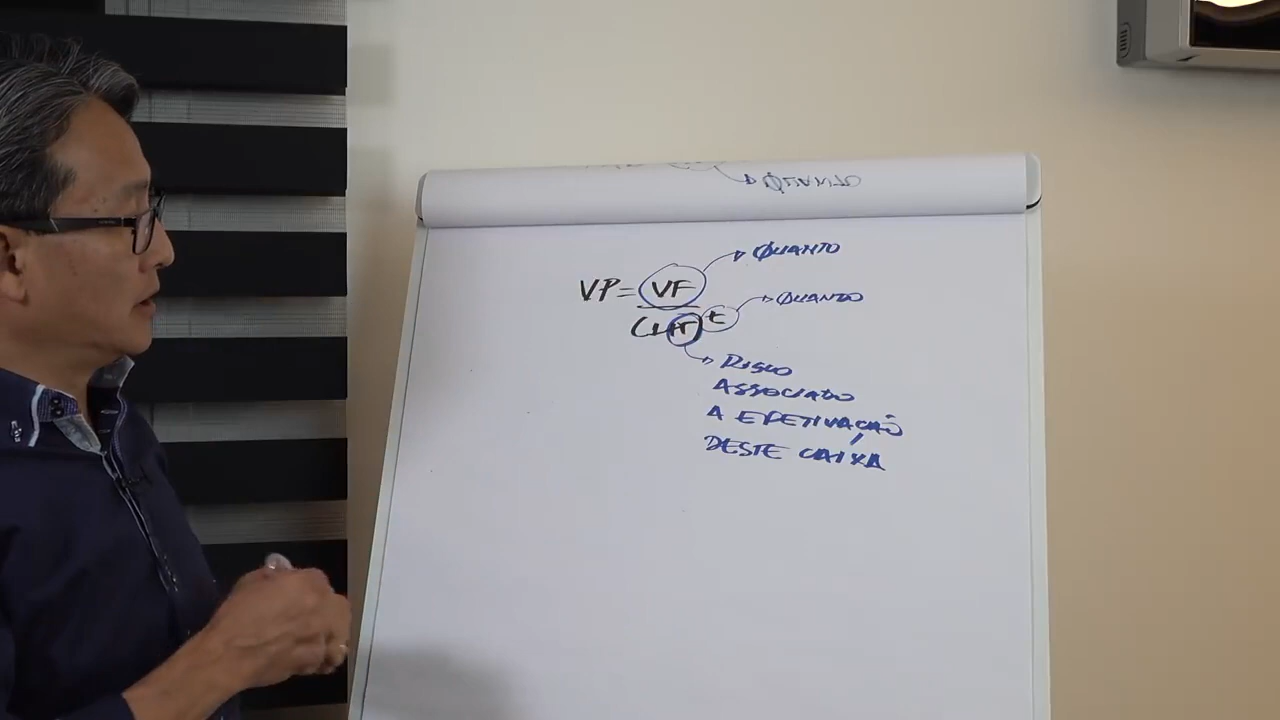 QUANTO
VP = VF
QUANDO
(1+r)^t
RISCO
ASSOCIADO
A EFETIVAÇÃO
DESTE CAIXA